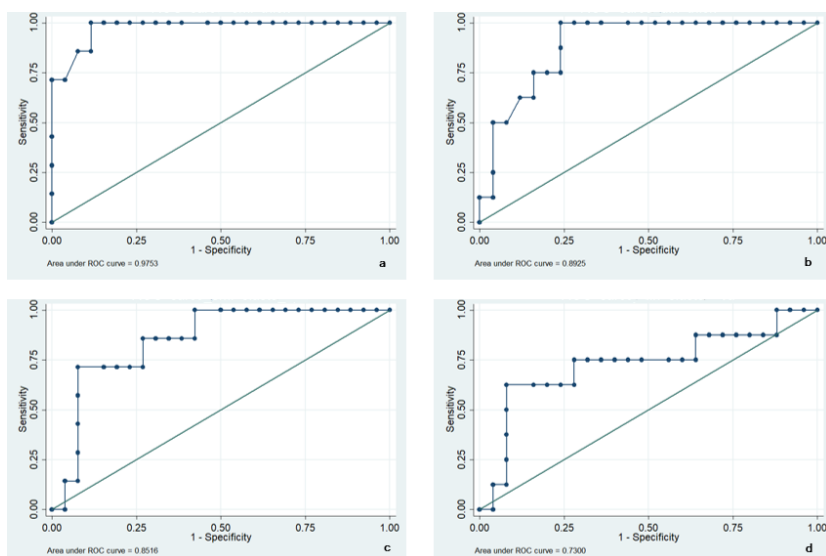 1.00
0.75
0.50
0.25
0.00
Sensitivity
0.00 0.25 0.50 0.75 1.00
1 - Specificity
Area under ROC curve = 0.9753
a
1.00
0.75
0.50
0.25
0.00
Sensitivity
0.00 0.25 0.50 0.75 1.00
1 - Specificity
Area under ROC curve = 0.8925
b
1.00
0.75
0.50
0.25
0.00
Sensitivity
0.00 0.25 0.50 0.75 1.00
1 - Specificity
Area under ROC curve = 0.8516
c
1.00
0.75
0.50
0.25
0.00
Sensitivity
0.00 0.25 0.50 0.75 1.00
1 - Specificity
Area under ROC curve = 0.7300
d